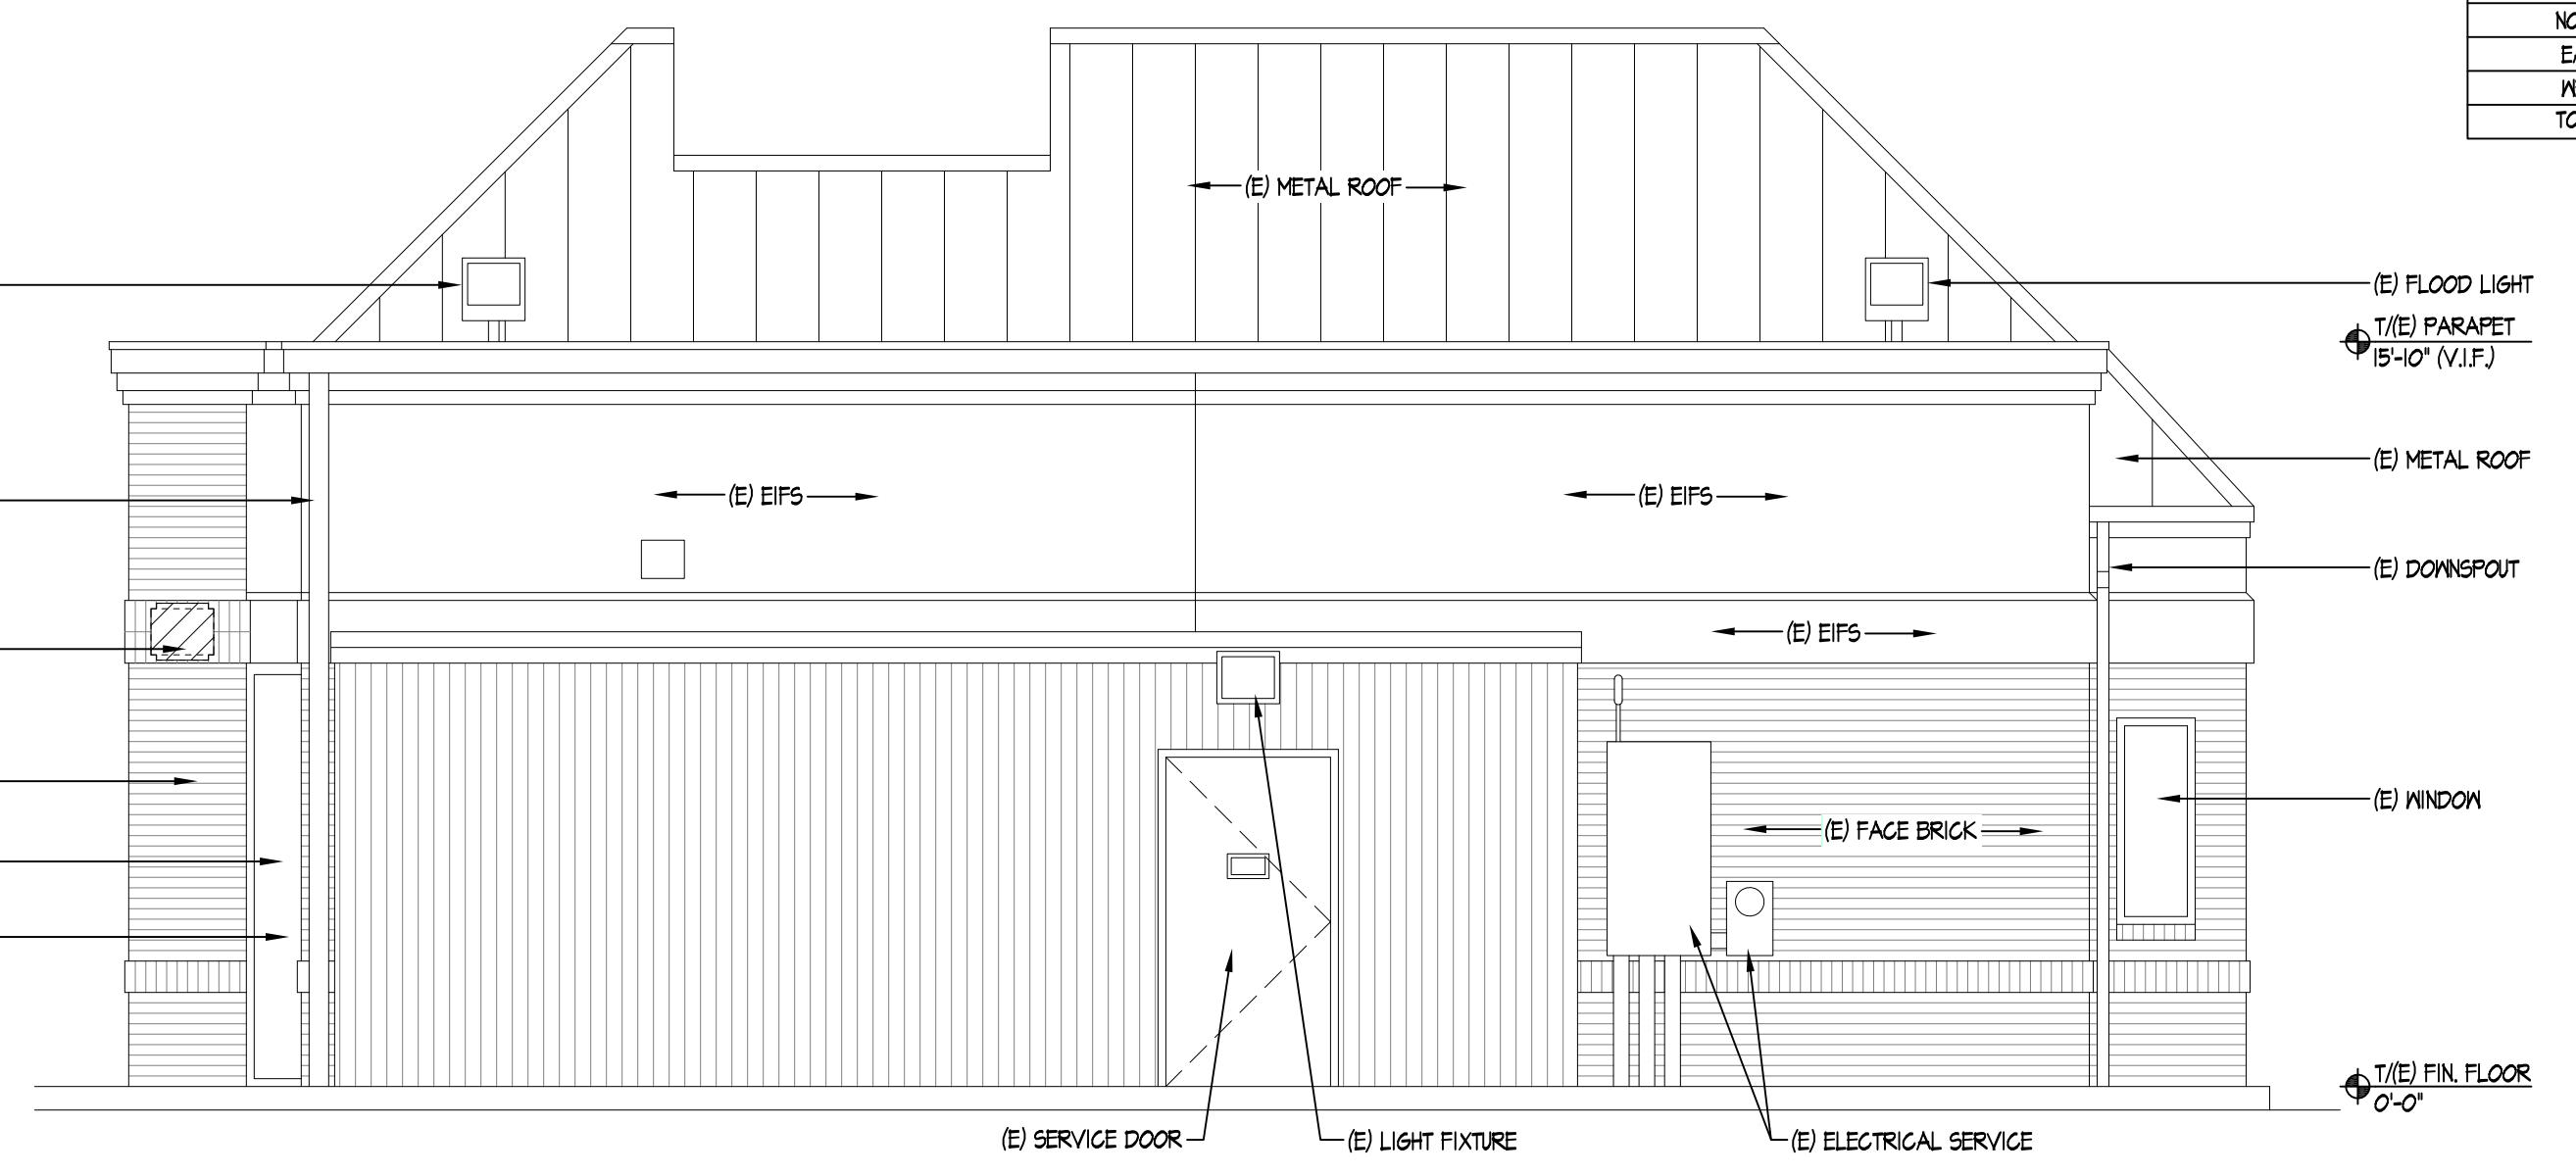 (E) METAL ROOF
(E) FLOOD LIGHT
T/(E) PARAPET
15'-10" (V.I.F.)
(E) METAL ROOF
(E) EIFS
(E) EIFS
(E) DOWNSPOUT
(E) EIFS
(E) WINDOW
(E) FACE BRICK
T/(E) FIN. FLOOR
0'-0"
(E) SERVICE DOOR
(E) LIGHT FIXTURE
(E) ELECTRICAL SERVICE